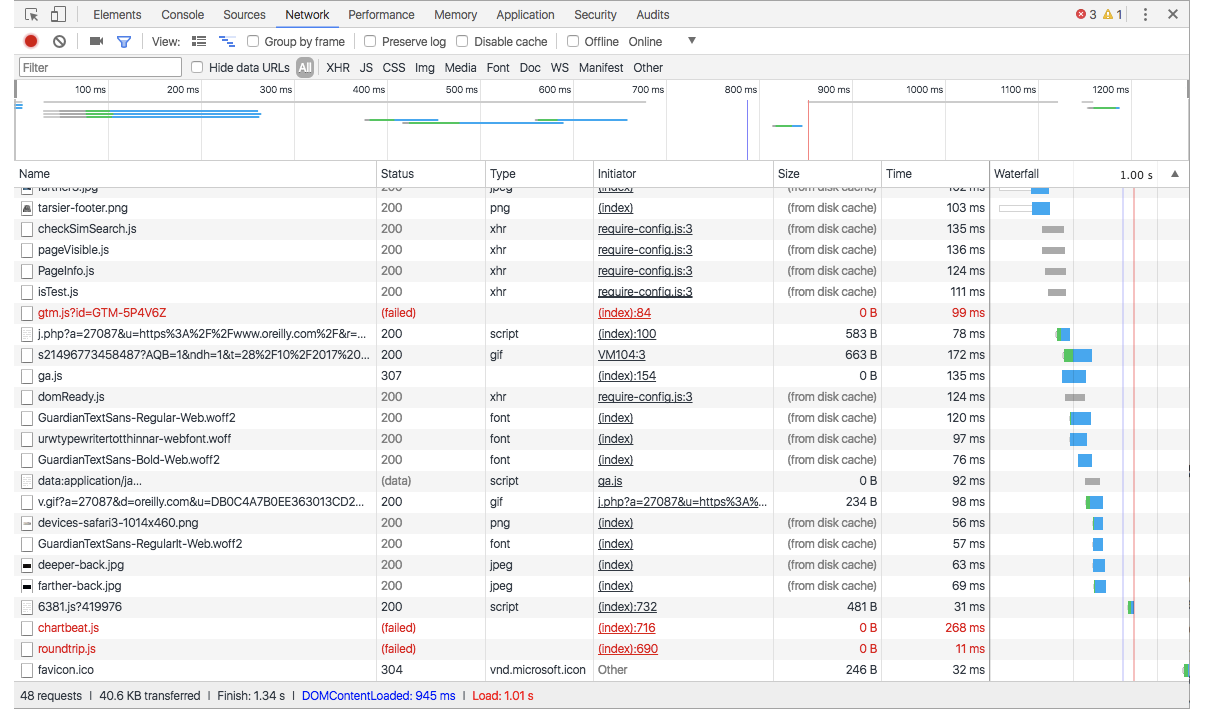 Elements Console Sources Network Performance Memory Application Security Audits 3 1
View: Group by frame Preserve log Disable cache Offline Online
Filter Hide data URLs All XHR JS CSS Img Media Font Doc WS Manifest Other
100 ms 200 ms 300 ms 400 ms 500 ms 600 ms 700 ms 800 ms 900 ms 1000 ms 1100 ms 1200 ms
Name Status Type Initiator Size Time Waterfall 1.00 s
200 jpeg (index) (from disk cache) 102 ms
tarsier-footer.png 200 png (index) (from disk cache) 103 ms
checkSimSearch.js 200 xhr require-config.js:3 (from disk cache) 135 ms
pageVisible.js 200 xhr require-config.js:3 (from disk cache) 136 ms
PageInfo.js 200 xhr require-config.js:3 (from disk cache) 124 ms
isTest.js 200 xhr require-config.js:3 (from disk cache) 111 ms
gtm.js?id=GTM-5P4V6Z (failed) (index):84 0 B 99 ms
j.php?a=27087&u=https%3A%2F%2Fwww.oreilly.com%2F&r=... 200 script (index):100 583 B 78 ms
s21496773458487?AQB=1&ndh=1&t=28%2F10%2F2017%20... 200 gif VM104:3 663 B 172 ms
ga.js 307 (index):154 0 B 135 ms
domReady.js 200 xhr require-config.js:3 (from disk cache) 124 ms
GuardianTextSans-Regular-Web.woff2 200 font (index) (from disk cache) 120 ms
urwtypewritertotthinnar-webfont.woff 200 font (index) (from disk cache) 97 ms
GuardianTextSans-Bold-Web.woff2 200 font (index) (from disk cache) 76 ms
data:application/ja... (data) script ga.js 0 B 92 ms
v.gif?a=27087&d=oreilly.com&u=DB0C4A7B0EE363013CD2... 200 gif j.php?a=27087&u=https%3A%... 234 B 98 ms
devices-safari3-1014x460.png 200 png (index) (from disk cache) 56 ms
GuardianTextSans-RegularIt-Web.woff2 200 font (index) (from disk cache) 57 ms
deeper-back.jpg 200 jpeg (index) (from disk cache) 63 ms
farther-back.jpg 200 jpeg (index) (from disk cache) 69 ms
6381.js?419976 200 script (index):732 481 B 31 ms
chartbeat.js (failed) (index):716 0 B 268 ms
roundtrip.js (failed) (index):690 0 B 11 ms
favicon.ico 304 vnd.microsoft.icon Other 246 B 32 ms
48 requests | 40.6 KB transferred | Finish: 1.34 s | DOMContentLoaded: 945 ms | Load: 1.01 s